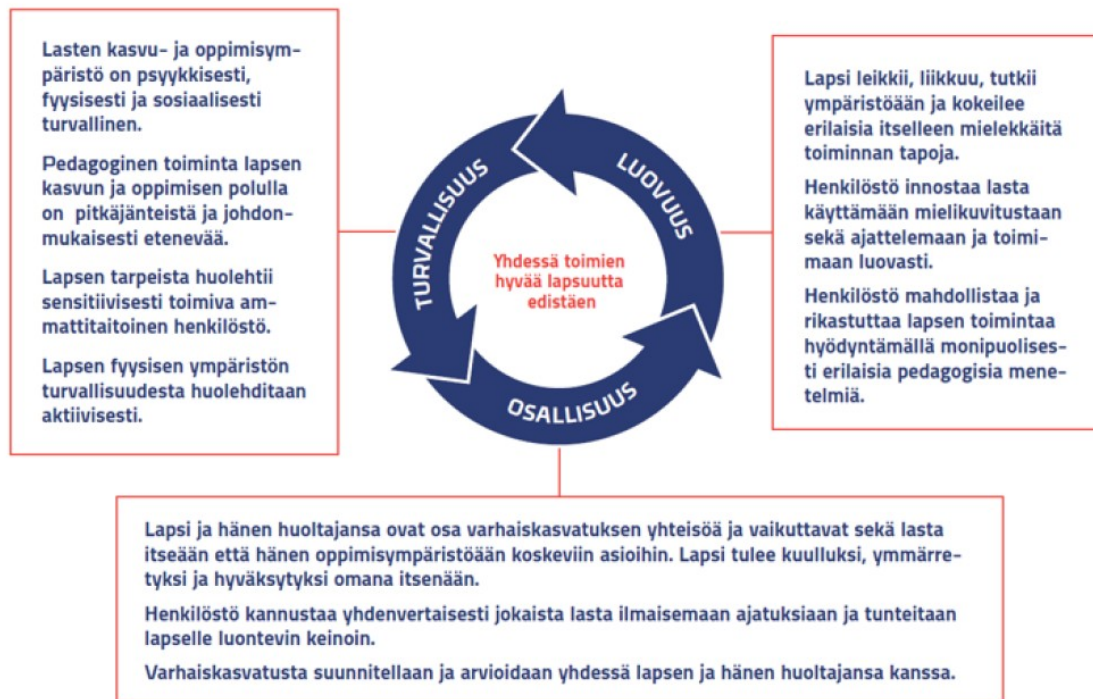 Lasten kasvu- ja oppimisym-
päristö on psyykkisesti,
fyysisesti ja sosiaalisesti
turvallinen.
Pedagoginen toiminta lapsen
kasvun ja oppimisen polulla
on pitkäjänteistä ja johdon-
mukaisesti etenevää.
Lapsen tarpeista huolehtii
sensitiivisesti toimiva am-
mattitaitoinen henkilöstö.
Lapsen fyysisen ympäristön
turvallisuudesta huolehditaan
aktiivisesti.
TURVALLISUUS
LUOVUUS
OSALLISUUS
Yhdessä toimien
hyvää lapsuutta
edistäen
Lapsi leikkii, liikkuu, tutkii
ympäristöään ja kokeilee
erilaisia itselleen mielekkäitä
toiminnan tapoja.
Henkilöstö innostaa lasta
käyttämään mielikuvitustaan
sekä ajattelemaan ja toimi-
maan luovasti.
Henkilöstö mahdollistaa ja
rikastuttaa lapsen toimintaa
hyödyntämällä monipuolises-
ti erilaisia pedagogisia mene-
telmiä.
Lapsi ja hänen huoltajansa ovat osa varhaiskasvatuksen yhteisöä ja vaikuttavat sekä lasta
itseään että hänen oppimisympäristöään koskeviin asioihin. Lapsi tulee kuulluksi, ymmärre-
tyksi ja hyväksytyksi omana itsenään.
Henkilöstö kannustaa yhdenvertaisesti jokaista lasta ilmaisemaan ajatuksiaan ja tunteitaan
lapselle luontevin keinoin.
Varhaiskasvatusta suunnitellaan ja arvioidaan yhdessä lapsen ja hänen huoltajansa kanssa.